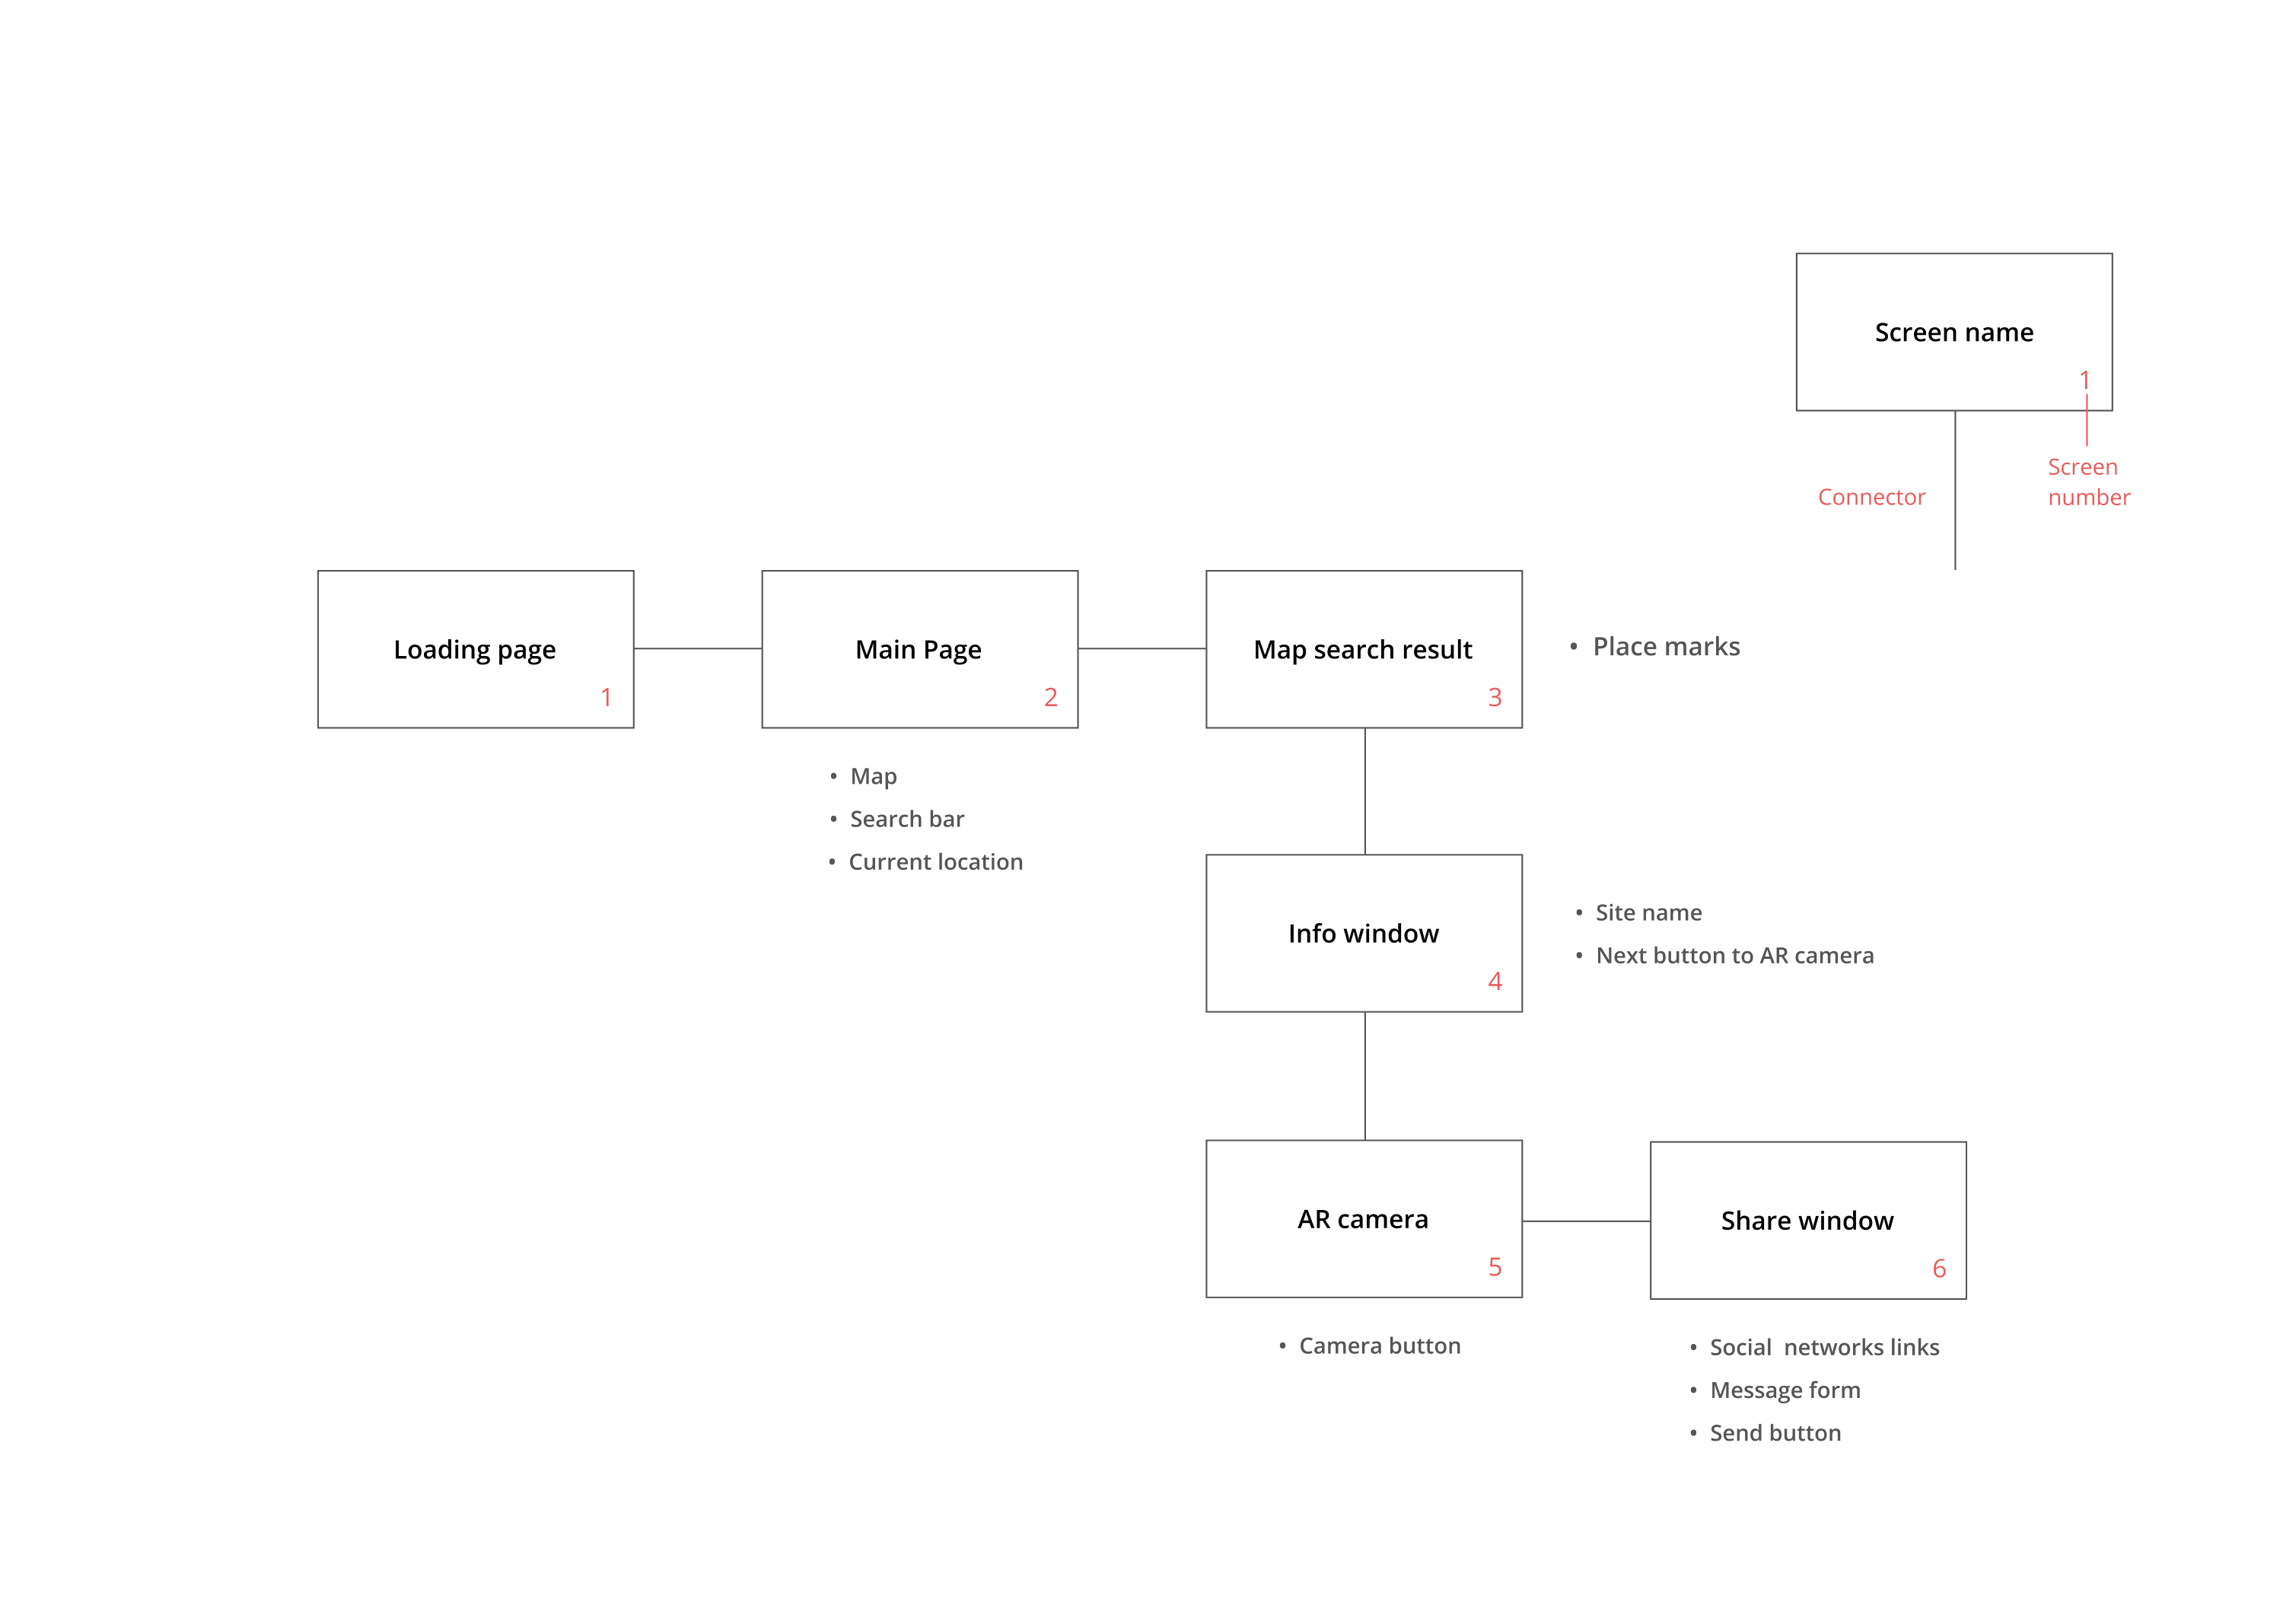 Screen name
1
Connector
Screen
number
Loading page
1
Main Page
2
Map search result
3
• Place marks
• Map
• Search bar
• Current location
Info window
4
• Site name
• Next button to AR camera
AR camera
5
• Camera button
Share window
6
• Social  networks links
• Message form
• Send button